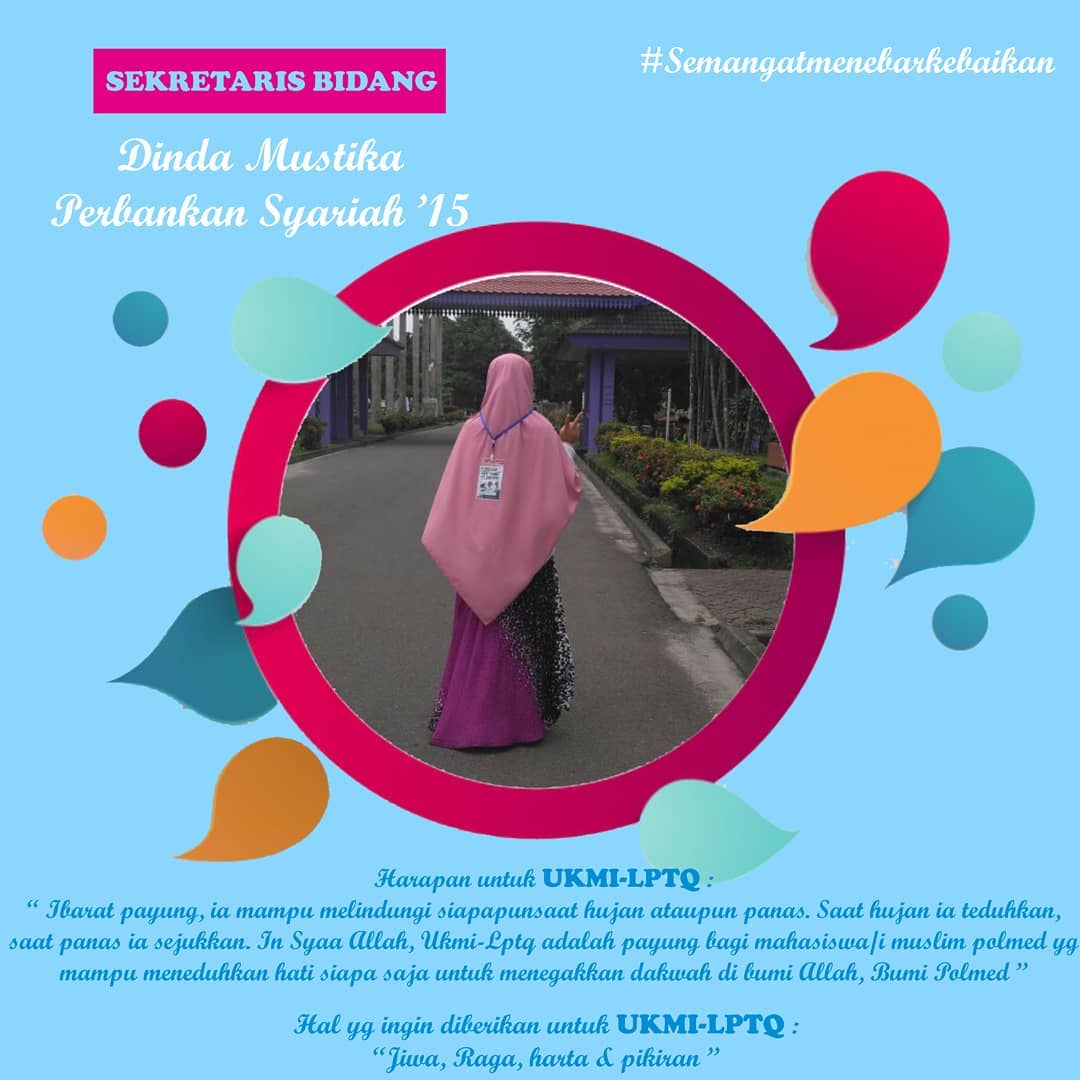 SEKRETARIS BIDANG
#Semangatmenebarkebaikan
Dinda Mustika
Perbankan Syariah '15
Harapan untuk UKMI-LPTQ :
“ Ibarat payung, ia mampu melindungi siapapunsaat hujan ataupun panas. Saat hujan ia teduhkan,
saat panas ia sejukkan. In Syaa Allah, Ukmi-Lptq adalah payung bagi mahasiswa/i muslim polmed yg
mampu meneduhkan hati siapa saja untuk menegakkan dakwah di bumi Allah, Bumi Polmed ”
Hal yg ingin diberikan untuk UKMI-LPTQ :
“Jiwa, Raga, harta & pikiran ”